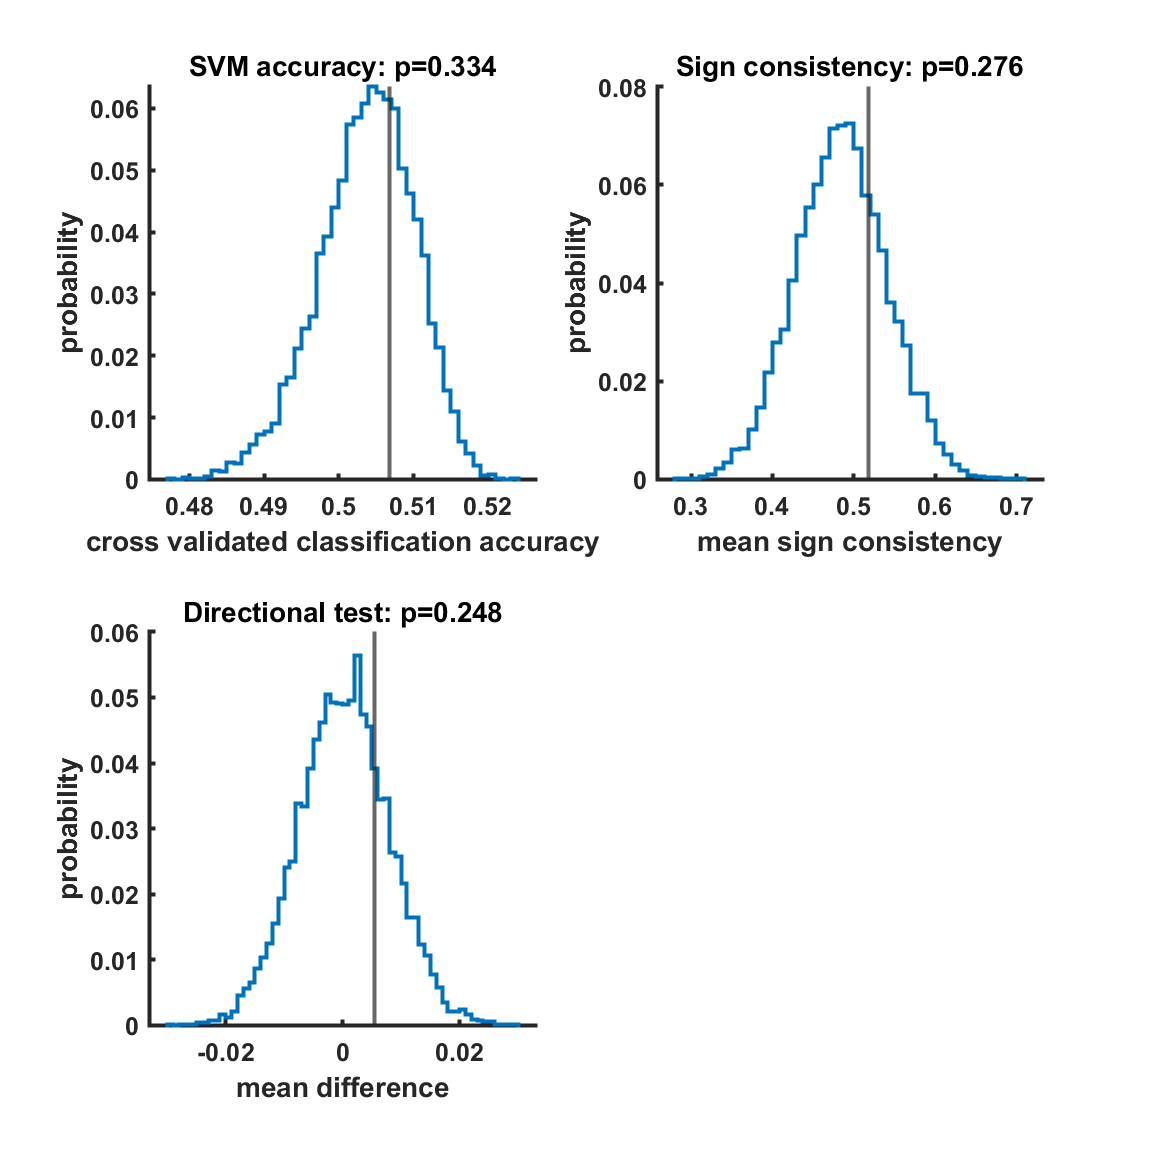 SVM accuracy: p=0.334
0.06
0.05
0.04
0.03
0.02
0.01
0
probability
0.48 0.49 0.5 0.51 0.52
cross validated classification accuracy
Sign consistency: p=0.276
0.08
0.06
0.04
0.02
0
probability
0.3 0.4 0.5 0.6 0.7
mean sign consistency
Directional test: p=0.248
0.06
0.05
0.04
0.03
0.02
0.01
0
probability
-0.02 0 0.02
mean difference